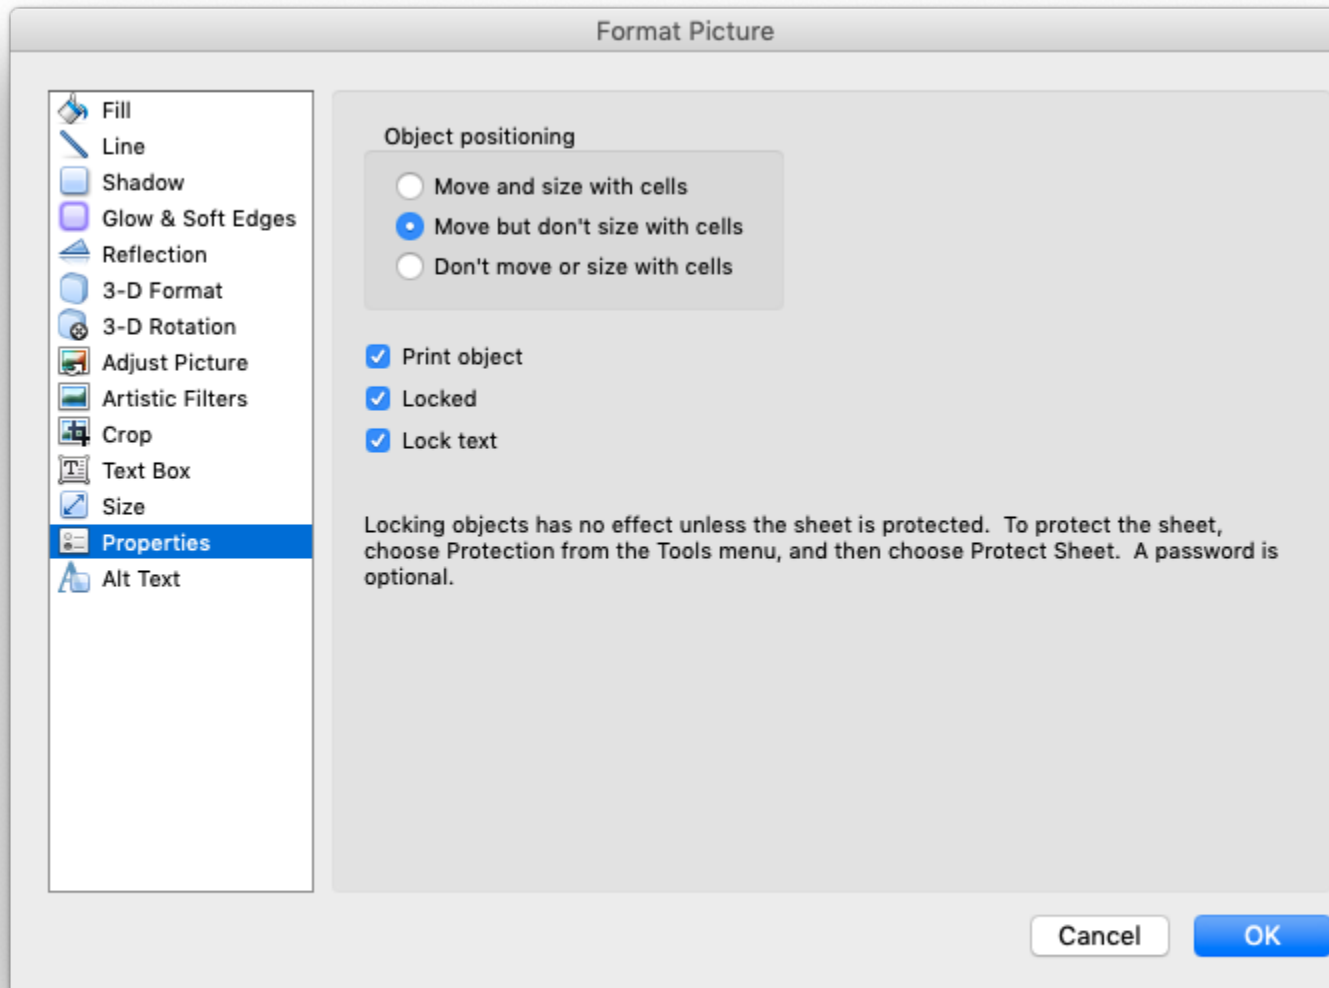 Format Picture
Fill
Line
Shadow
Glow & Soft Edges
Reflection
3-D Format
3-D Rotation
Adjust Picture
Artistic Filters
Crop
Text Box
Size
Properties
Alt Text
Object positioning
Move and size with cells
Move but don't size with cells
Don't move or size with cells
Print object
Locked
Lock text
Locking objects has no effect unless the sheet is protected.  To protect the sheet,
choose Protection from the Tools menu, and then choose Protect Sheet.  A password is
optional.
Cancel
OK